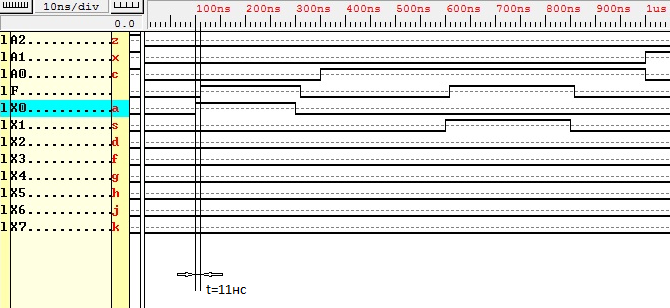 10ns/div
0.0 100ns 200ns 300ns 400ns 500ns 600ns 700ns 800ns 900ns 1us
1 A2.......... z
1 A1.......... x
1 A0.......... c
1 F...........
1 X0.......... a
1 X1.......... s
1 X2.......... d
1 X3.......... f
1 X4.......... g
1 X5.......... h
1 X6.......... j
1 X7.......... k
t=11нс